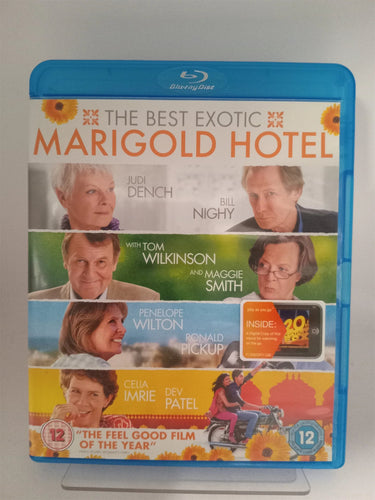 Blu-ray Disc
THE BEST EXOTIC
MARIGOLD HOTEL
JUDI
DENCH
BILL
NIGHY
WITH TOM
WILKINSON
AND MAGGIE
SMITH
PENELOPE
WILTON
RONALD
PICKUP
INSIDE:
CELIA
IMRIE
DEV
PATEL
12
"THE FEEL GOOD FILM
OF THE YEAR"
12